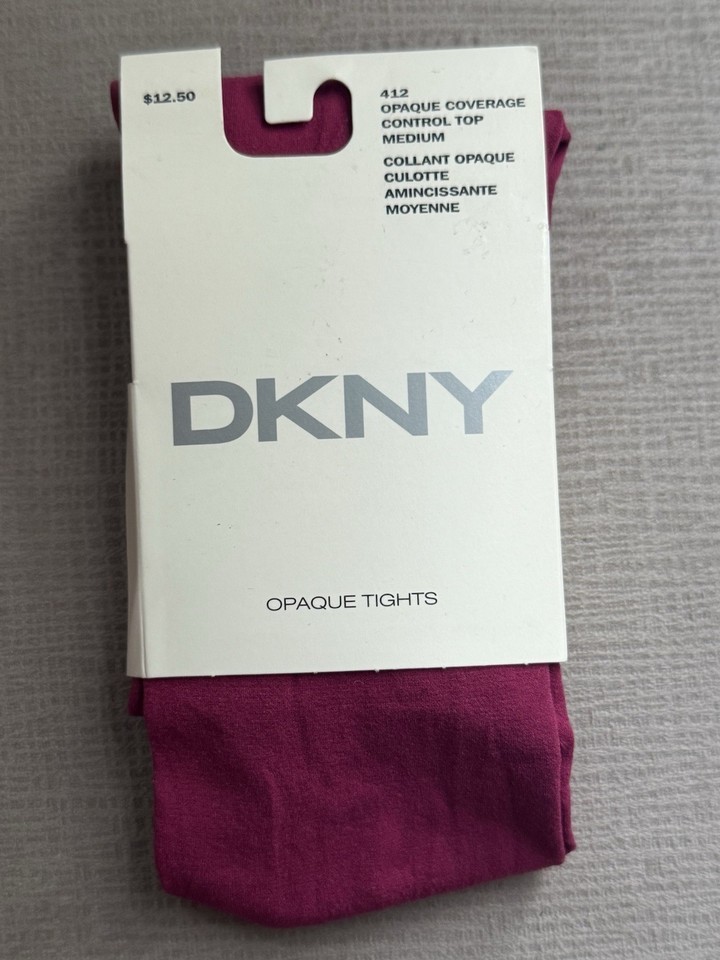 $12.50
412
OPAQUE COVERAGE
CONTROL TOP
MEDIUM
COLLANT OPAQUE
CULOTTE
AMINCISSANTE
MOYENNE
DKNY
OPAQUE TIGHTS